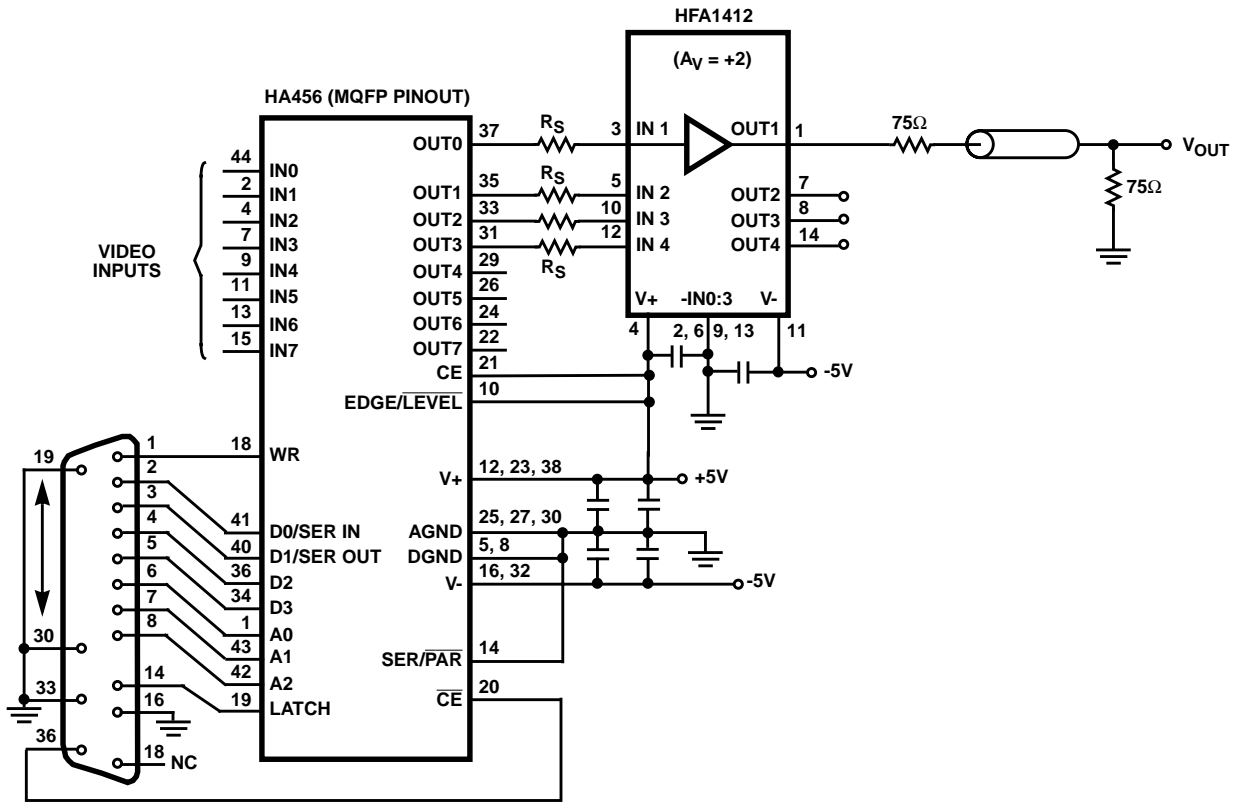 HFA1412
(AV = +2)
HA456 (MQFP PINOUT)
VIDEO
INPUTS
44 IN0
2 IN1
4 IN2
7 IN3
9 IN4
11 IN5
13 IN6
15 IN7
18 WR
41 D0/SER IN
40 D1/SER OUT
36 D2
34 D3
1 A0
43 A1
42 A2
19 LATCH
OUT0 37
OUT1 35
OUT2 33
OUT3 31
OUT4 29
OUT5 26
OUT6 24
OUT7 22
CE 21
EDGE/LEVEL 10
V+ 12, 23, 38
AGND 25, 27, 30
DGND 5, 8
V- 16, 32
SER/PAR 14
CE 20
RS
RS
RS
3 IN 1
5 IN 2
10 IN 3
12 IN 4
OUT1 1
OUT2 7
OUT3 8
OUT4 14
V+ -IN0:3 V-
4 2, 6 9, 13 11
-5V
+5V
-5V
75Ω
VOUT
75Ω
19
30
33
36
1
2
3
4
5
6
7
8
14
16
18 NC